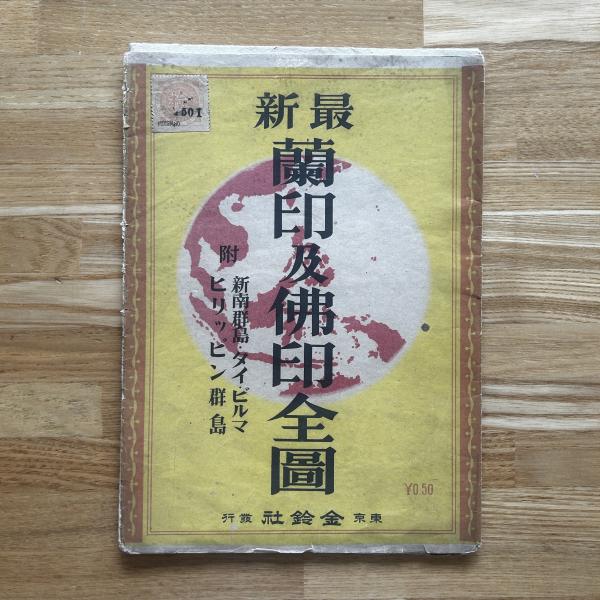 最新
蘭印及佛印全圖
附
新南群島・タイ・ビルマ
ヒリッピン群島
¥0.50
東京 金鈴社 發行